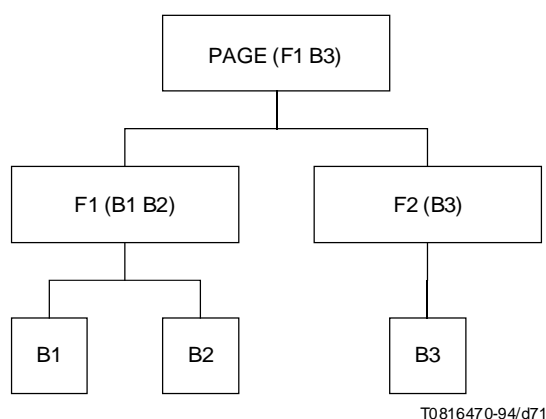 PAGE (F1 B3)
F1 (B1 B2)
F2 (B3)
B1
B2
B3
T0816470-94/d71